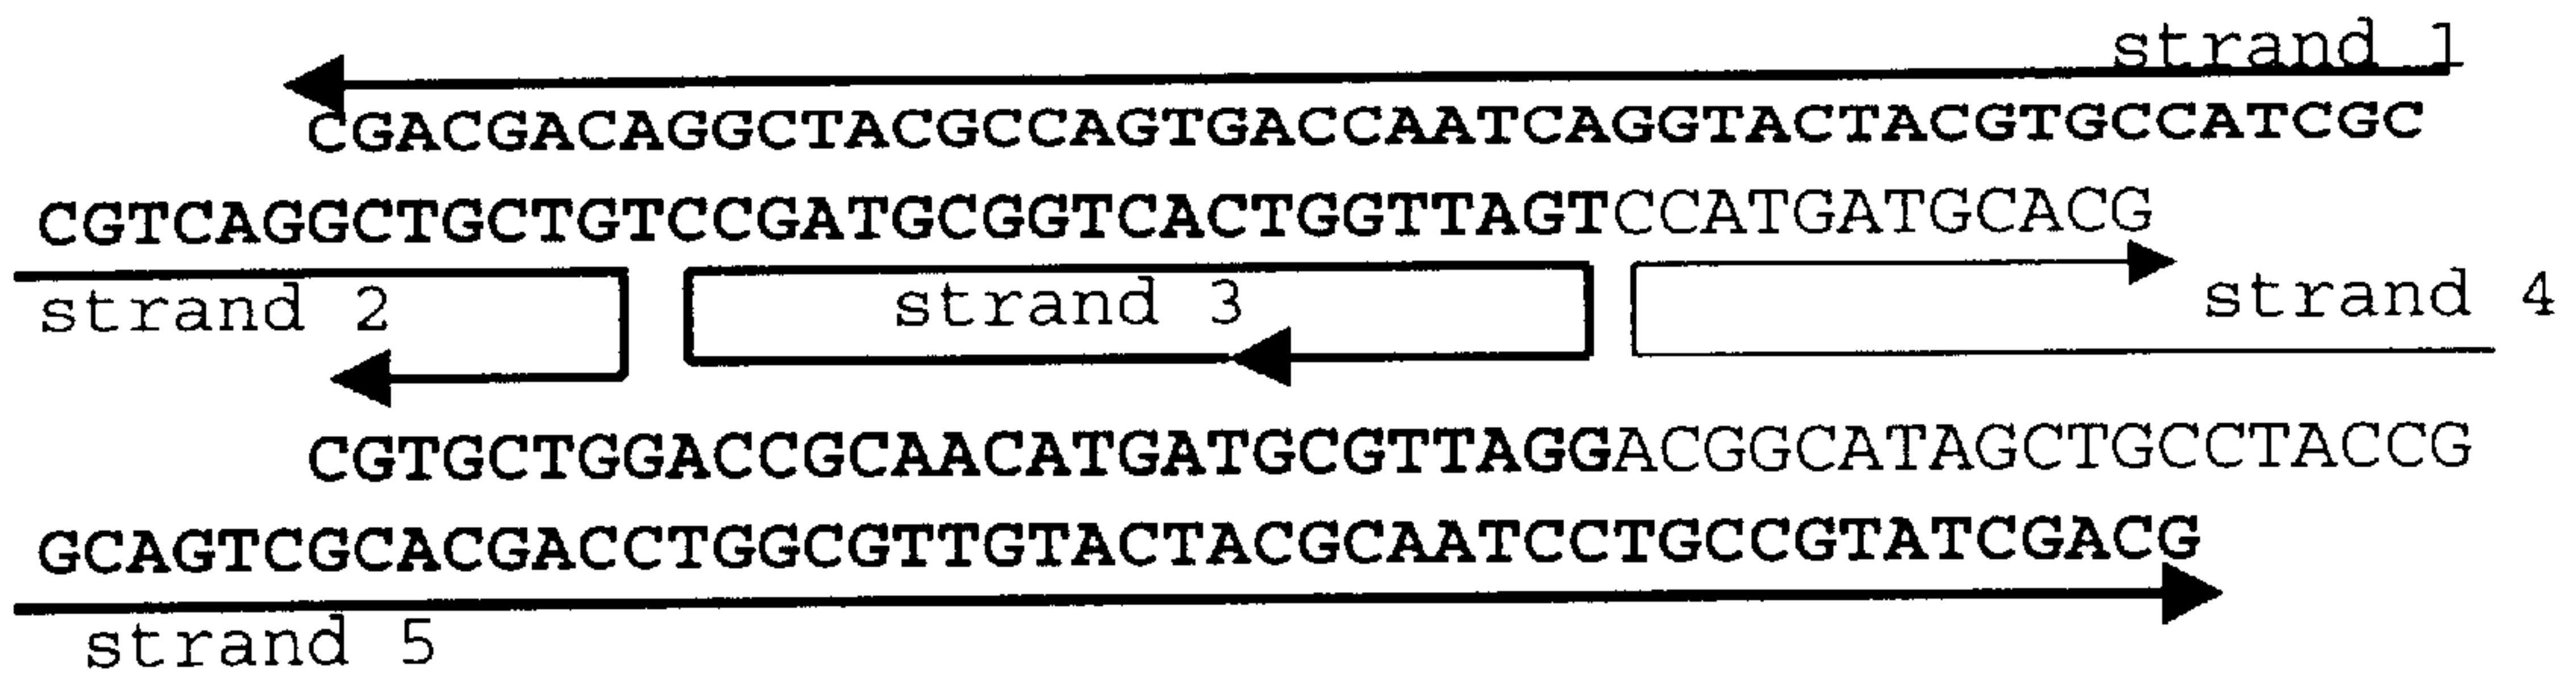 strand 1
CGACGACAGGCTACGCCAGTGACCAATCAGGTACTACGTGCCATCGC
CGTCAGGCTGCTGTCCGATGCGGTCACTGGTTAGTCCATGATGCACG
strand 2 strand 3 strand 4
CGTGCTGGACCGCAACATGATGCGTTAGGACGGCATAGCTGCCTACCG
GCAGTCGCACGACCTGGCGTTGTACTACGCAATCCTGCCGTATCGACG
strand 5